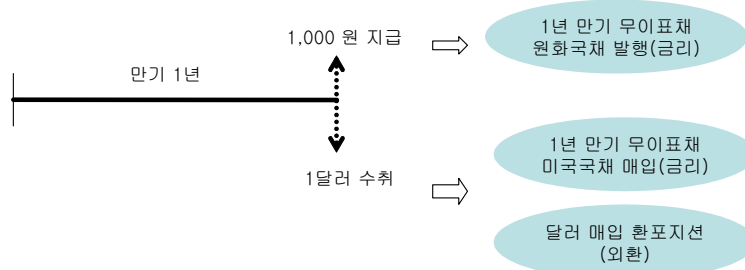 1,000 원 지급
만기 1년
1달러 수취
1년 만기 무이표채
원화국채 발행(금리)
1년 만기 무이표채
미국국채 매입(금리)
달러 매입 환포지션
(외환)